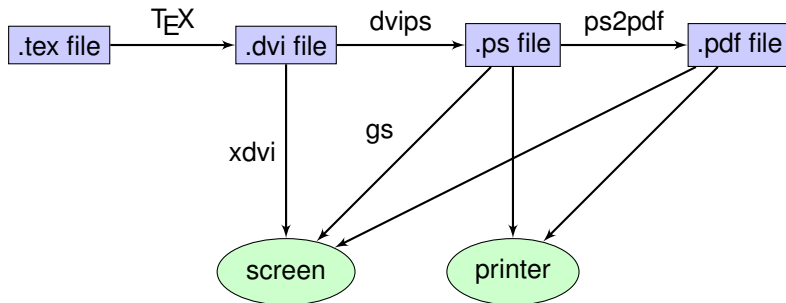 TEX
dvips
ps2pdf
.tex file
.dvi file
.ps file
.pdf file
xdvi
gs
screen
printer